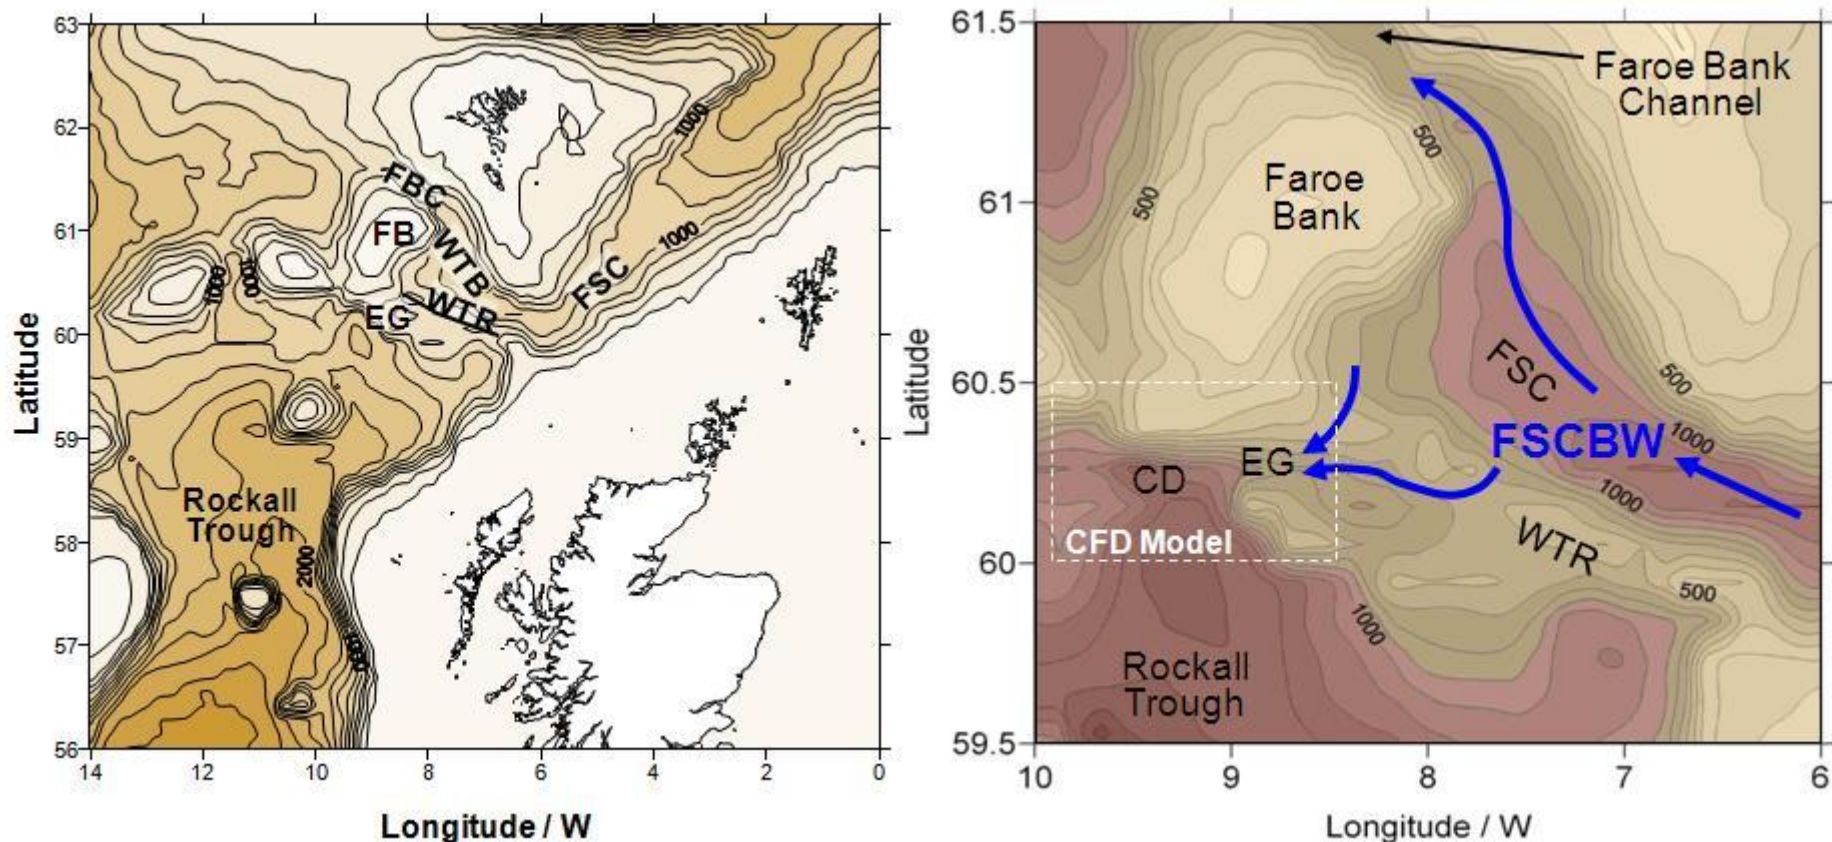 63
62
61
60
59
58
57
56
Latitude
14
12
10
8
6
4
2
0
Longitude / W
1000
FBC
FB
WTB
1000
FSC
1000
1000
WTR
EG
Rockall
Trough
2000
1000
61.5
61
60.5
60
59.5
Latitude
10
9
8
7
6
Longitude / W
Faroe Bank
Channel
500
Faroe
Bank
500
FSC
500
FSCBW
1000
EG
CD
1000
WTR
CFD Model
500
1000
Rockall
Trough